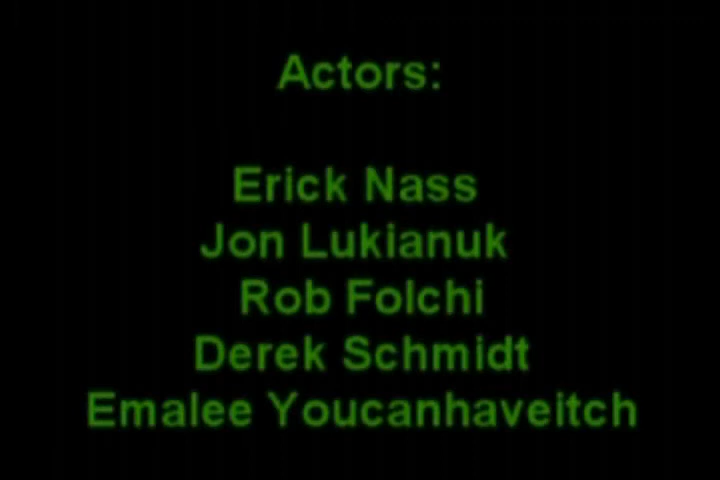 Actors:
Erick Nass
Jon Lukianuk
Rob Folchi
Derek Schmidt
Emalee Youcanhaveitch